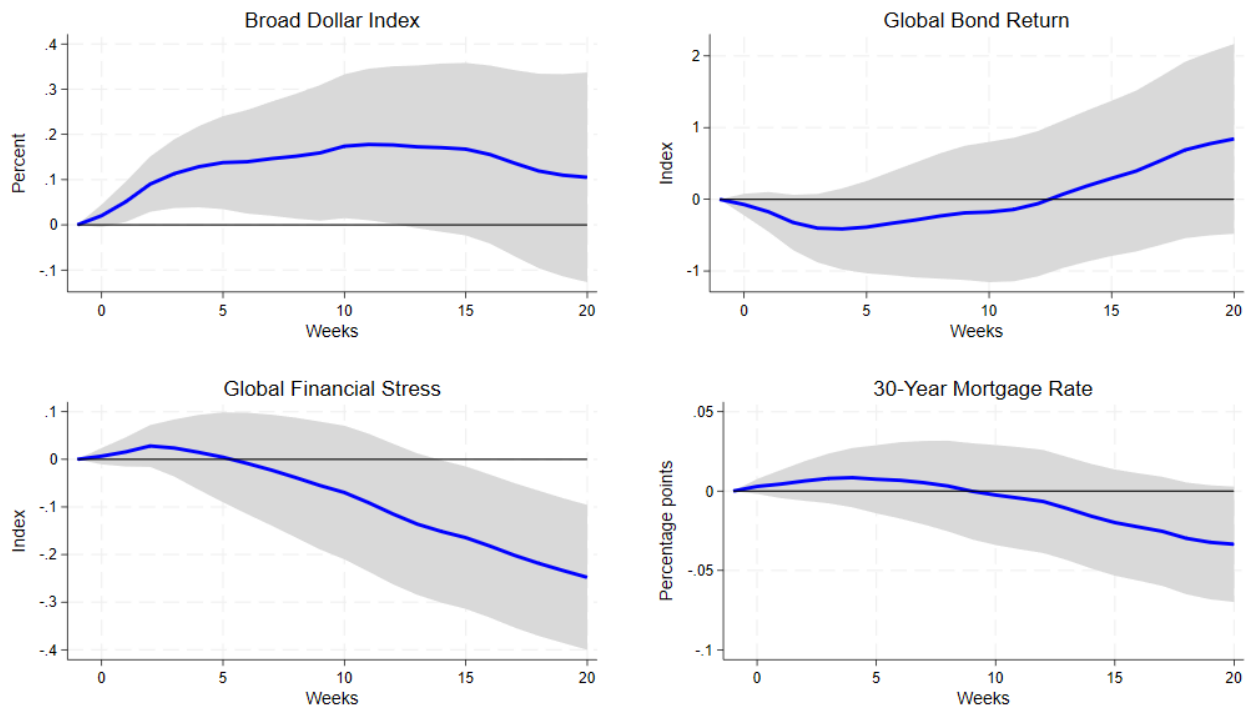 Broad Dollar Index
.4
.3
.2
.1
0
-.1
Percent
0 5 10 15 20
Weeks
Global Bond Return
2
1
0
-1
Index
0 5 10 15 20
Weeks
Global Financial Stress
.1
0
-.1
-.2
-.3
-.4
Index
0 5 10 15 20
Weeks
30-Year Mortgage Rate
.05
0
-.05
-.1
Percentage points
0 5 10 15 20
Weeks